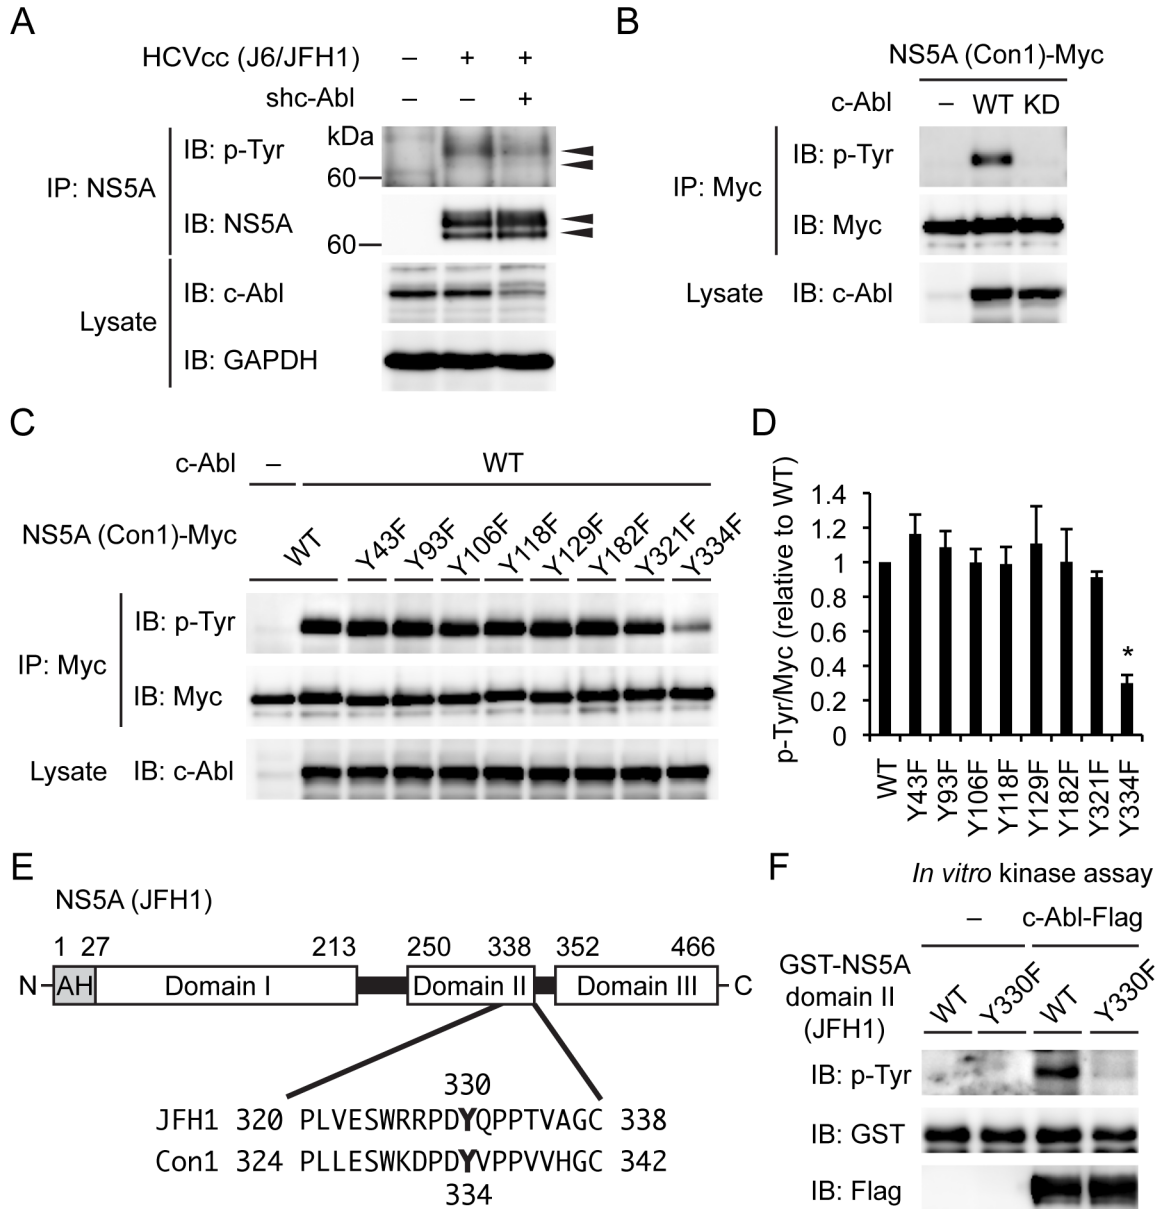 A
HCVcc (J6/JFH1) – + +
shc-Abl – – +
kDa
IP: NS5A
IB: p-Tyr
60
IB: NS5A
60
Lysate
IB: c-Abl
IB: GAPDH
B
NS5A (Con1)-Myc
c-Abl – WT KD
IP: Myc
IB: p-Tyr
IB: Myc
Lysate IB: c-Abl
C
c-Abl – WT
NS5A (Con1)-Myc WT Y43F Y93F Y106F Y118F Y129F Y182F Y321F Y334F
IP: Myc
IB: p-Tyr
IB: Myc
Lysate IB: c-Abl
D
p-Tyr/Myc (relative to WT)
1.4
1.2
1
0.8
0.6
0.4
0.2
0
*
WT Y43F Y93F Y106F Y118F Y129F Y182F Y321F Y334F
E
NS5A (JFH1)
1 27 213 250 338 352 466
N AH Domain I Domain II Domain III C
330
JFH1 320 PLVESWRRPDYQPPTVAGC 338
Con1 324 PLLESWKDPDYVPPVVHGC 342
334
F
In vitro kinase assay
– c-Abl-Flag
GST-NS5A
domain II
(JFH1)
WT Y330F WT Y330F
IB: p-Tyr
IB: GST
IB: Flag